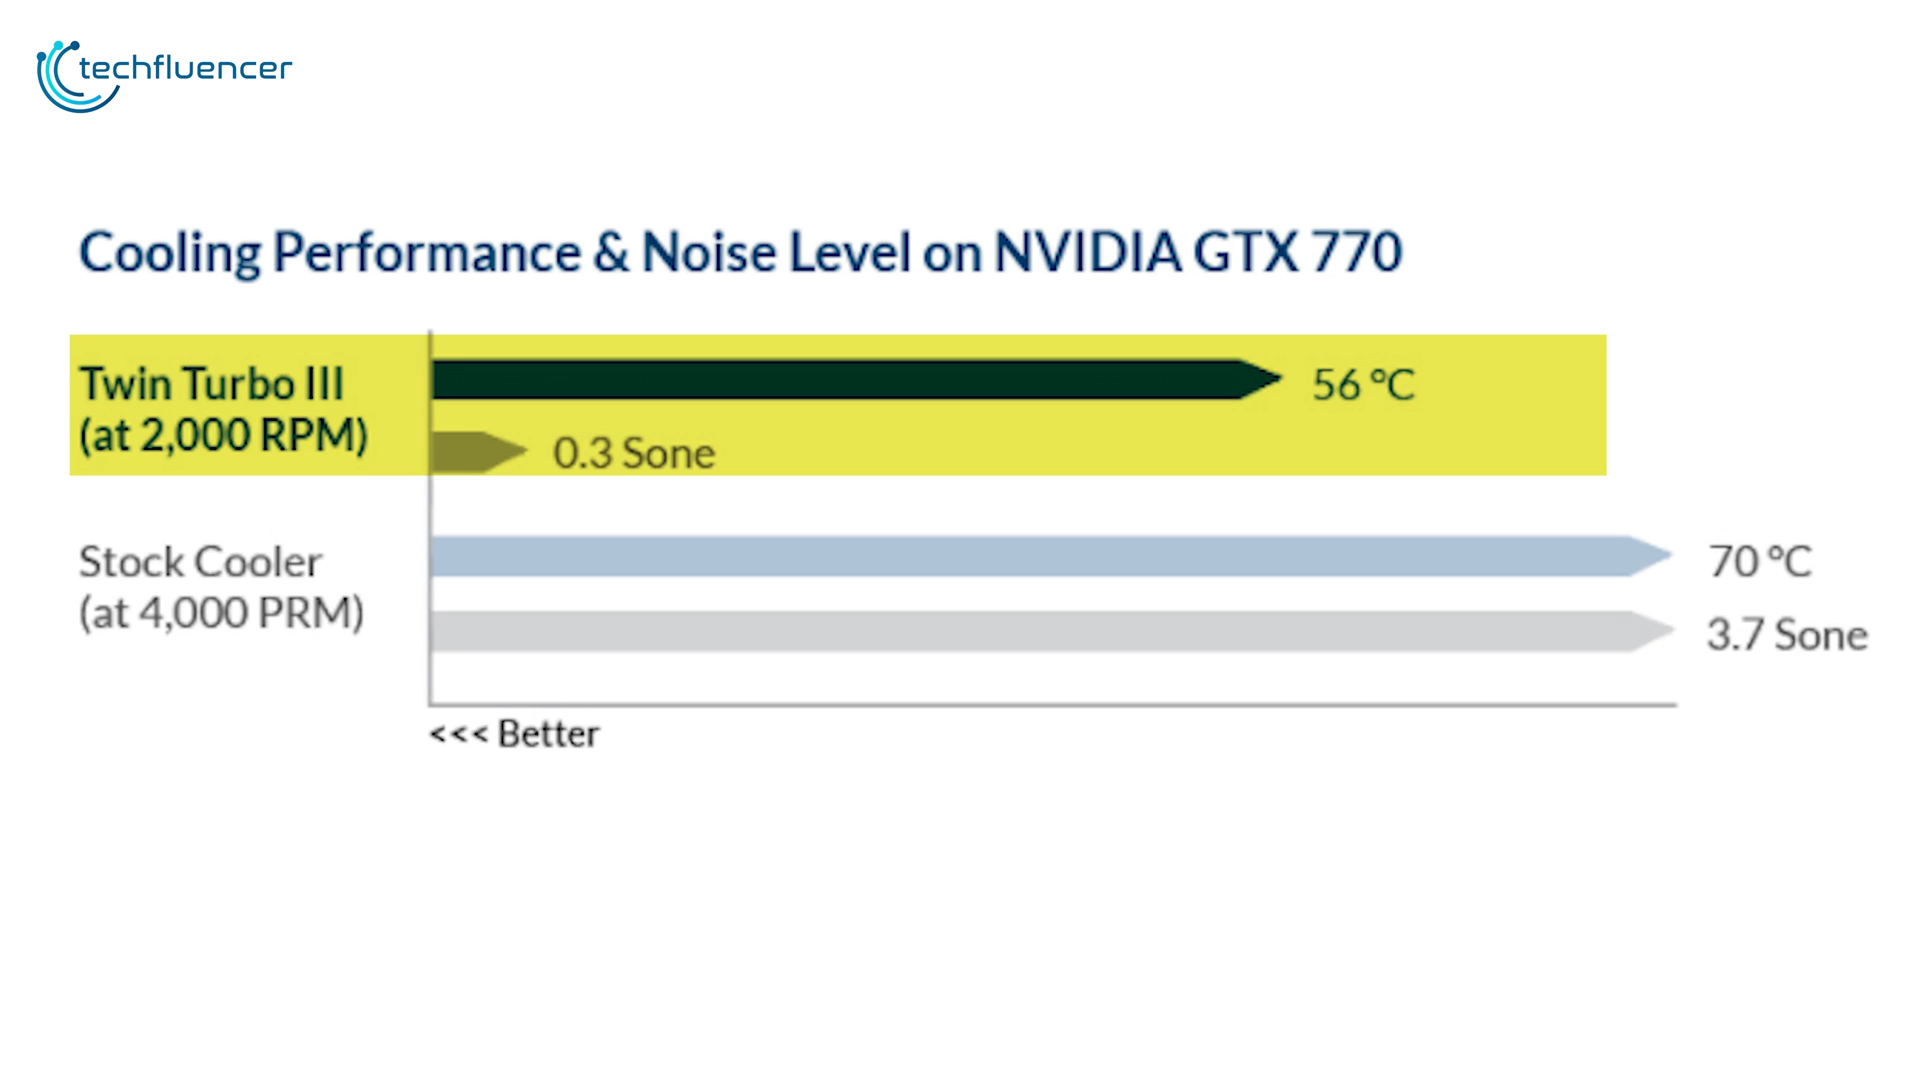 techfluencer
Cooling Performance & Noise Level on NVIDIA GTX 770
Twin Turbo III
(at 2,000 RPM)
56 °C
0.3 Sone
Stock Cooler
(at 4,000 PRM)
70 °C
3.7 Sone
<<< Better